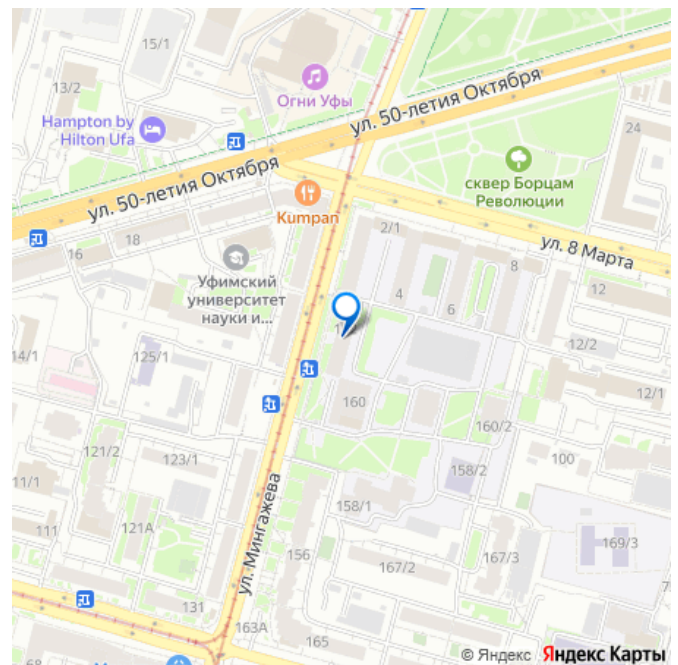 15/1
13/2
Огни Уфы
Hampton by
Hilton Ufa
ул. 50-летия Октября
24
сквер Борцам
Революции
ул. 50-летия Октября
Kumpan
2/1
ул. 8 Марта
18
16
8
Уфимский
университет
науки и...
4
6
12
12/2
14/1
125/1
12/1
160
160/2
121/2
123/1
100
158/2
11/1
158/1
111
121А
ул. Мингажева
156
167/2
167/3
169/3
131
163А
165
68
© Яндекс Яндекс Карты